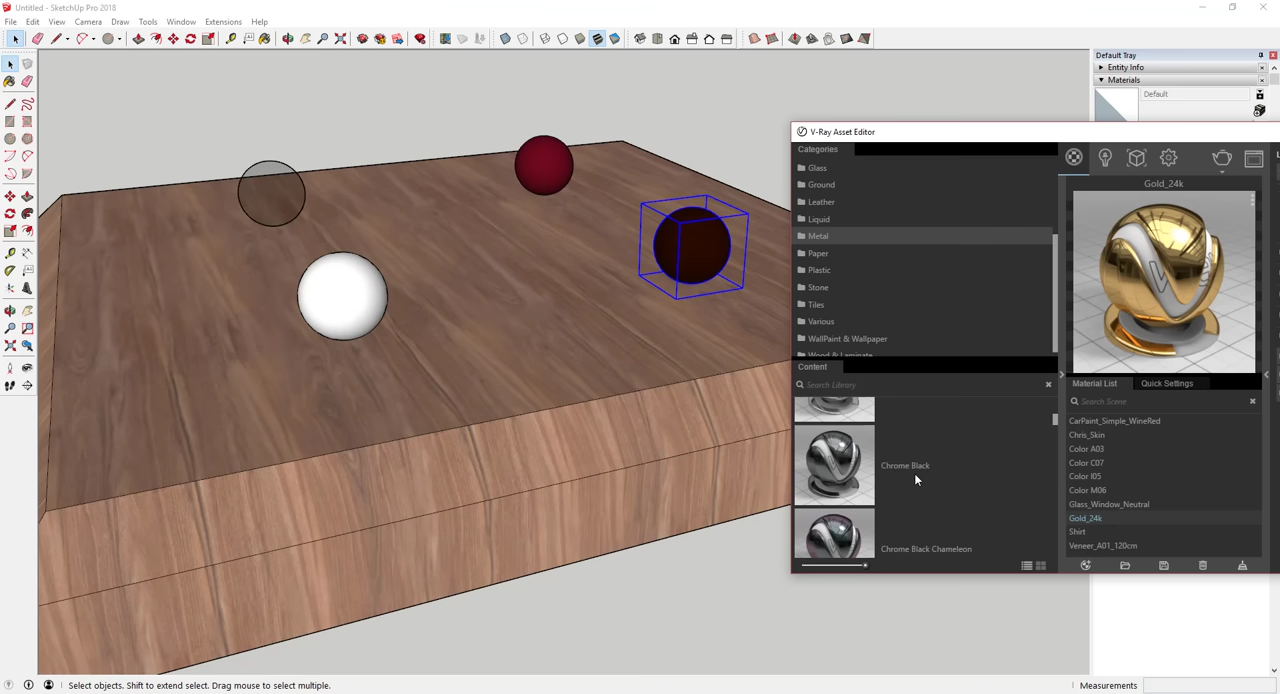 Untitled - SketchUp Pro 2018
File Edit View Camera Draw Tools Window Extensions Help
Default Tray
Entity Info
Materials
Default
V-Ray Asset Editor
Categories
Glass
Ground
Leather
Liquid
Metal
Paper
Plastic
Stone
Tiles
Various
WallPaint & Wallpaper
Wood & Laminate
Content
Search Library
Chrome Black
Chrome Black Chameleon
Gold_24k
Material List Quick Settings
Search Scene
CarPaint_Simple_WineRed
Chris_Skin
Color A03
Color C07
Color I05
Color M06
Glass_Window_Neutral
Gold_24k
Shirt
Veneer_A01_120cm
Select objects. Shift to extend select. Drag mouse to select multiple.
Measurements